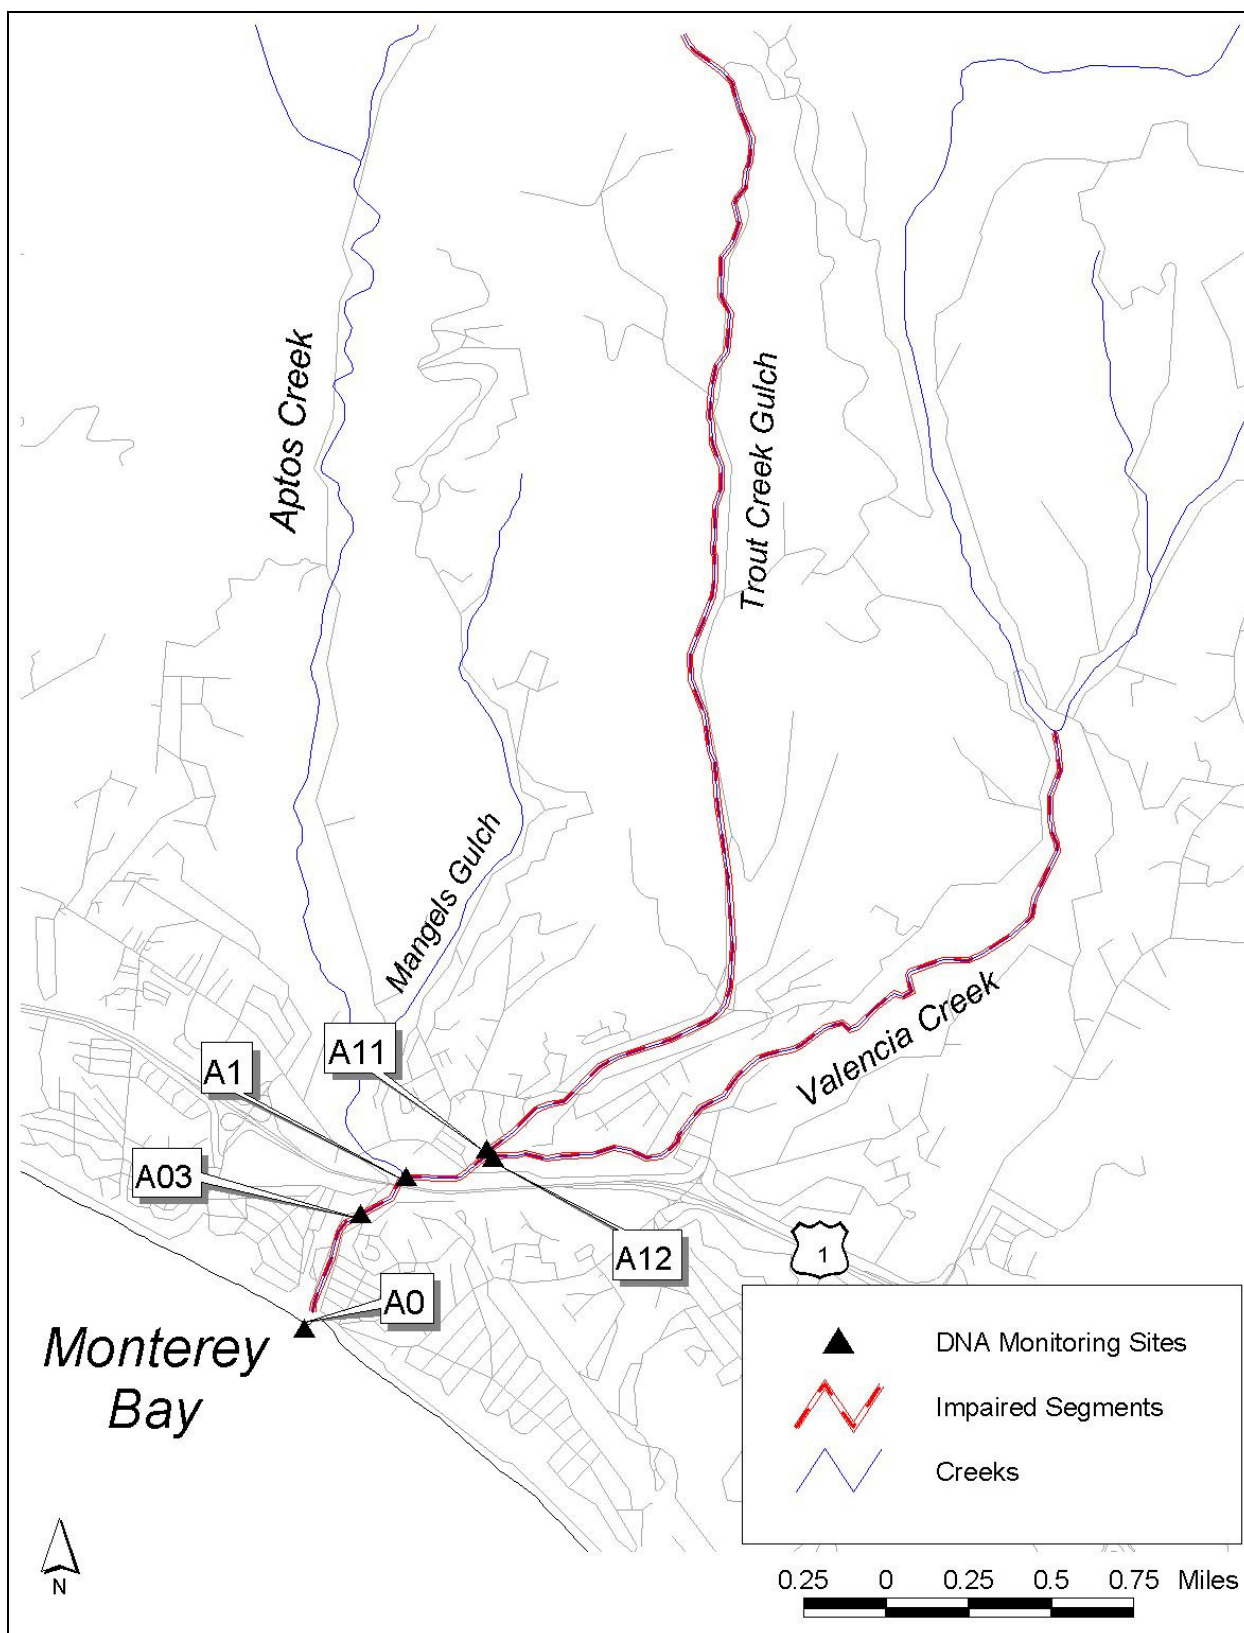 Aptos Creek
Trout Creek Gulch
Mangels Gulch
Valencia Creek
A11
A1
A03
A12
A0
1
Monterey
Bay
DNA Monitoring Sites
Impaired Segments
Creeks
N
0.25 0 0.25 0.5 0.75 Miles